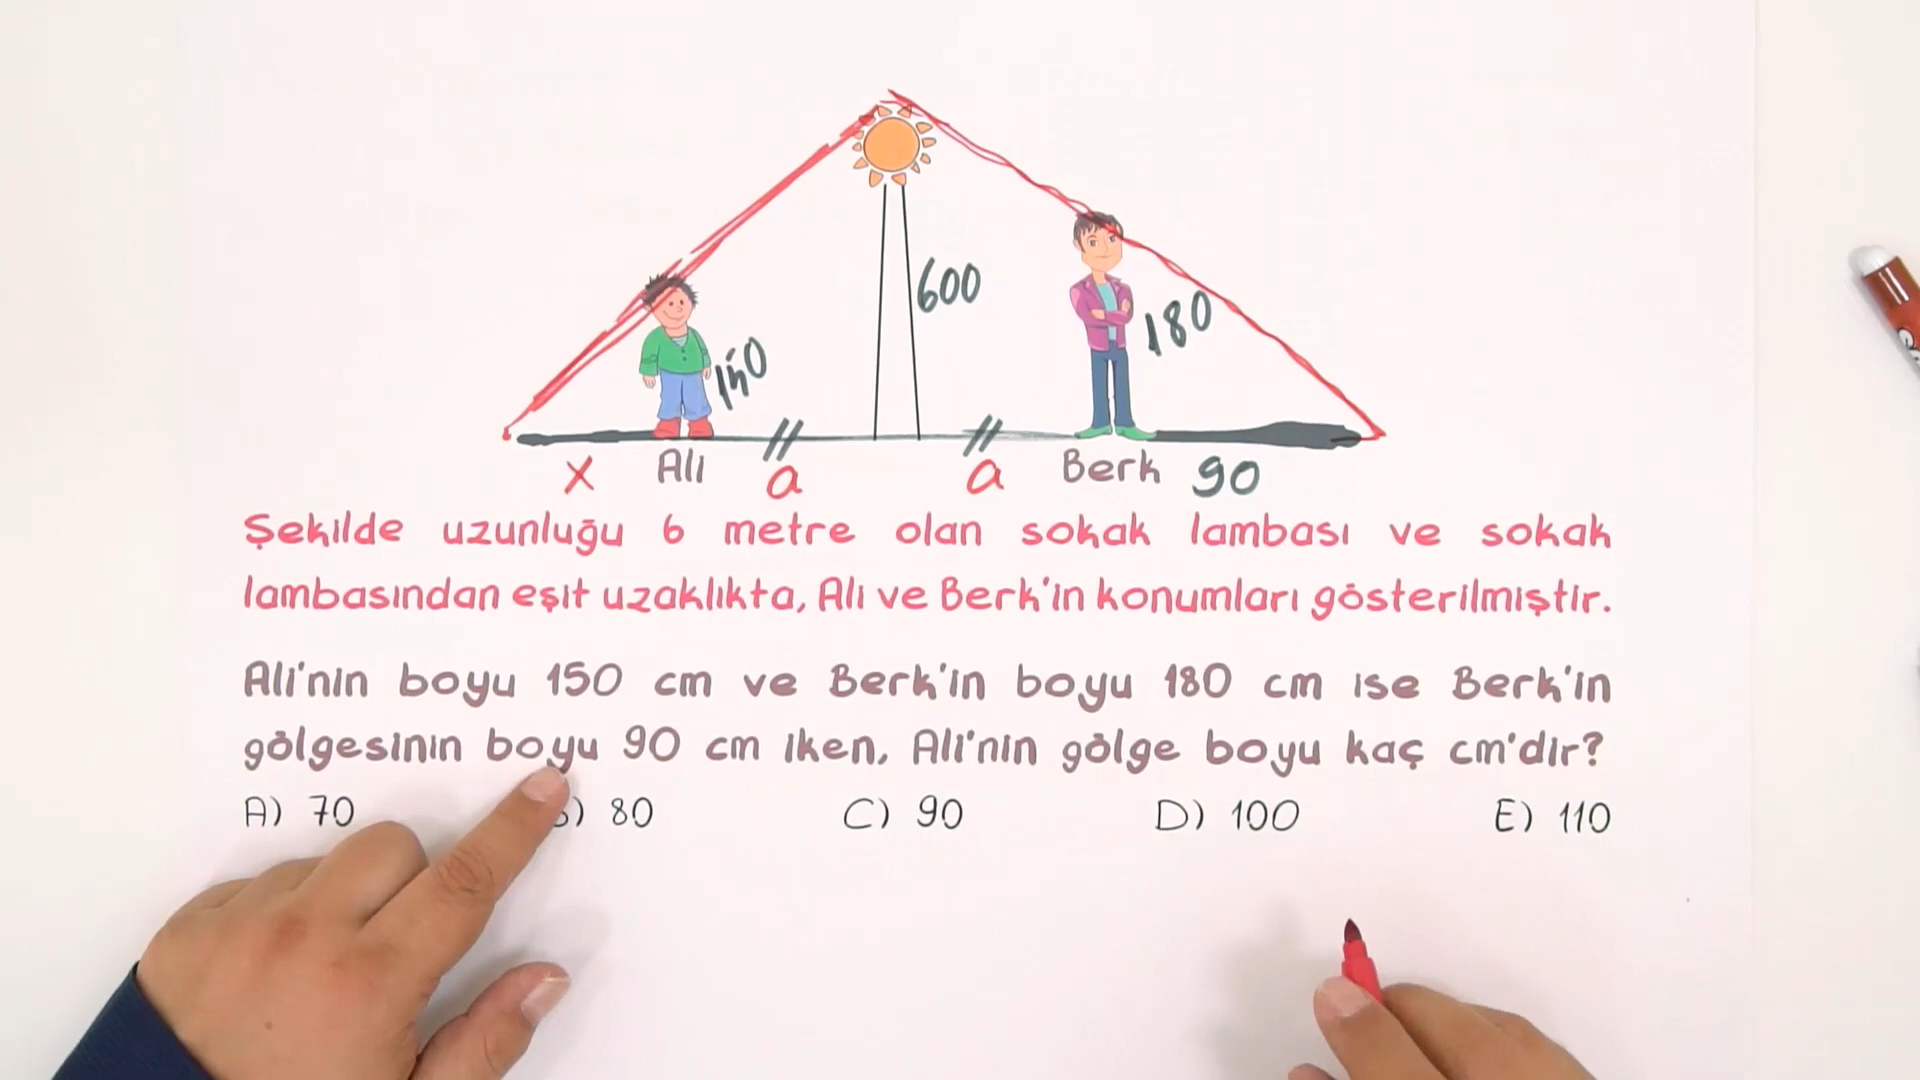 600
180
150
x Ali a a Berk 90
Şekilde uzunluğu 6 metre olan sokak lambası ve sokak
lambasından eşit uzaklıkta, Ali ve Berk'in konumları gösterilmiştir.
Ali'nin boyu 150 cm ve Berk'in boyu 180 cm ise Berk'in
gölgesinin boyu 90 cm iken, Ali'nin gölge boyu kaç cm'dir?
A) 70 B) 80 C) 90 D) 100 E) 110